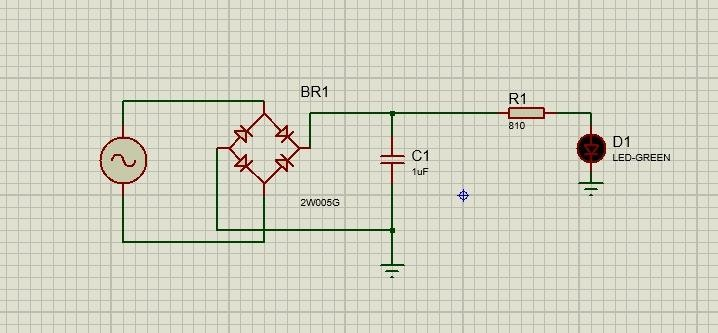 BR1
R1
810
D1
LED-GREEN
C1
1uF
2W005G